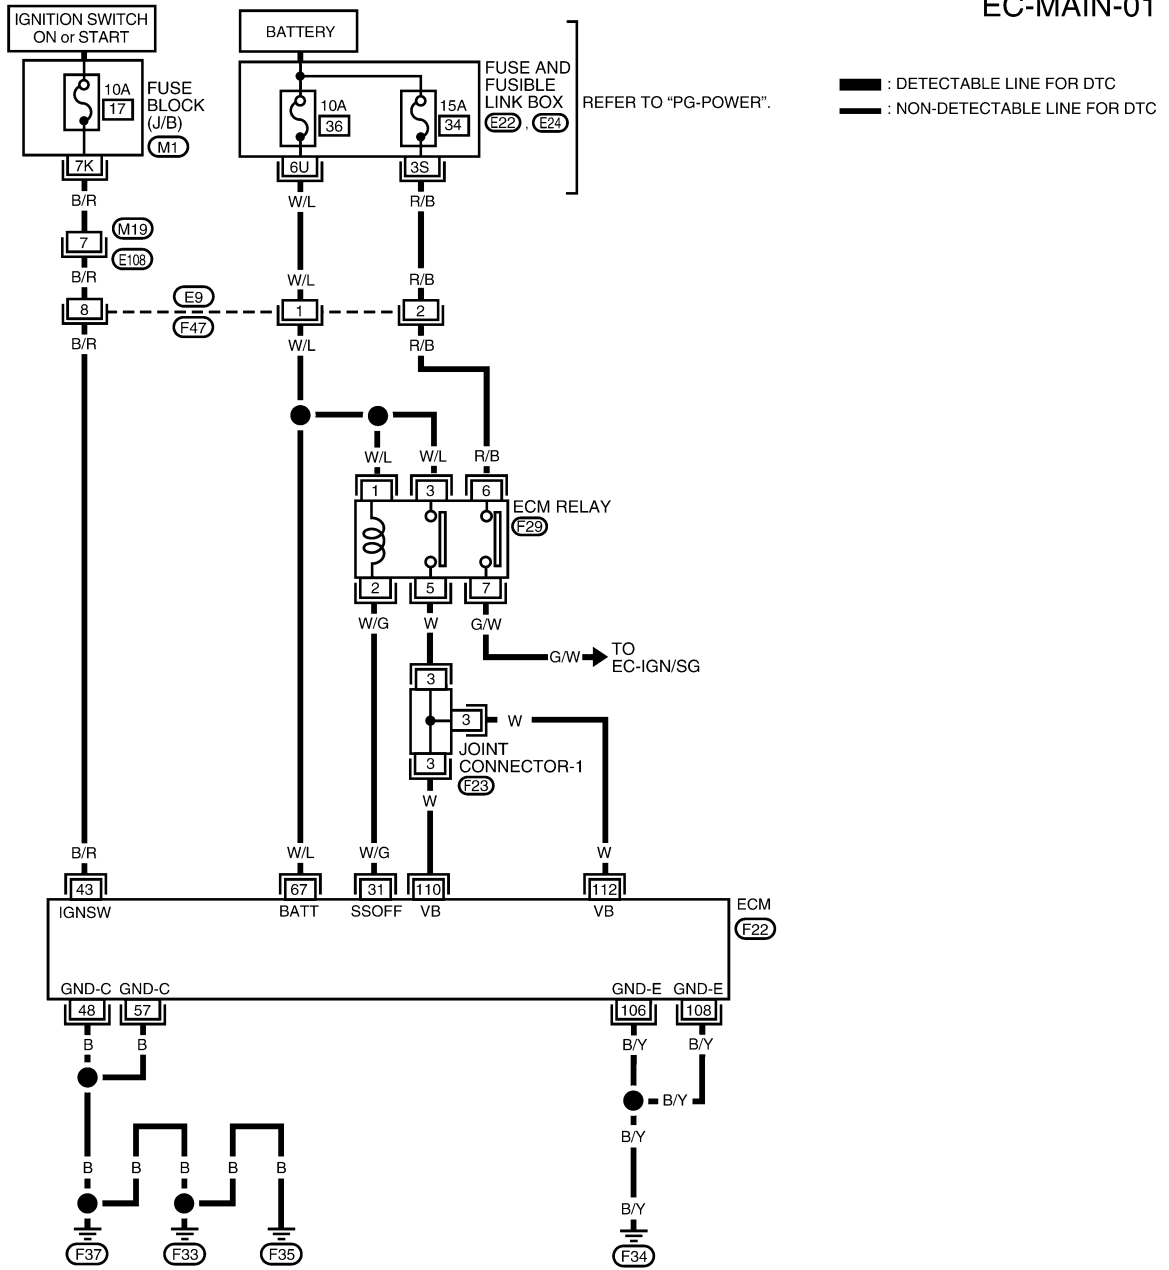 EC-MAIN-01
IGNITION SWITCH
ON or START
BATTERY
10A
17
FUSE
BLOCK
(J/B)
M1
10A
36
15A
34
FUSE AND
FUSIBLE
LINK BOX
E22 , E24
REFER TO “PG-POWER”.
: DETECTABLE LINE FOR DTC
: NON-DETECTABLE LINE FOR DTC
7K
6U
3S
B/R
W/L
R/B
7
M19
E108
B/R
W/L
R/B
8
E9
F47
1
2
B/R
W/L
R/B
W/L
W/L
R/B
1
3
6
ECM RELAY
F29
2
5
7
W/G
W
G/W
G/W
TO
EC-IGN/SG
3
3
W
JOINT
CONNECTOR-1
F23
3
W
B/R
W/L
W/G
W
43
67
31
110
112
IGNSW
BATT
SSOFF
VB
VB
ECM
F22
GND-C
GND-C
GND-E
GND-E
48
57
106
108
B
B
B/Y
B/Y
B/Y
B/Y
B
B
B
B
B
B/Y
F37
F33
F35
F34